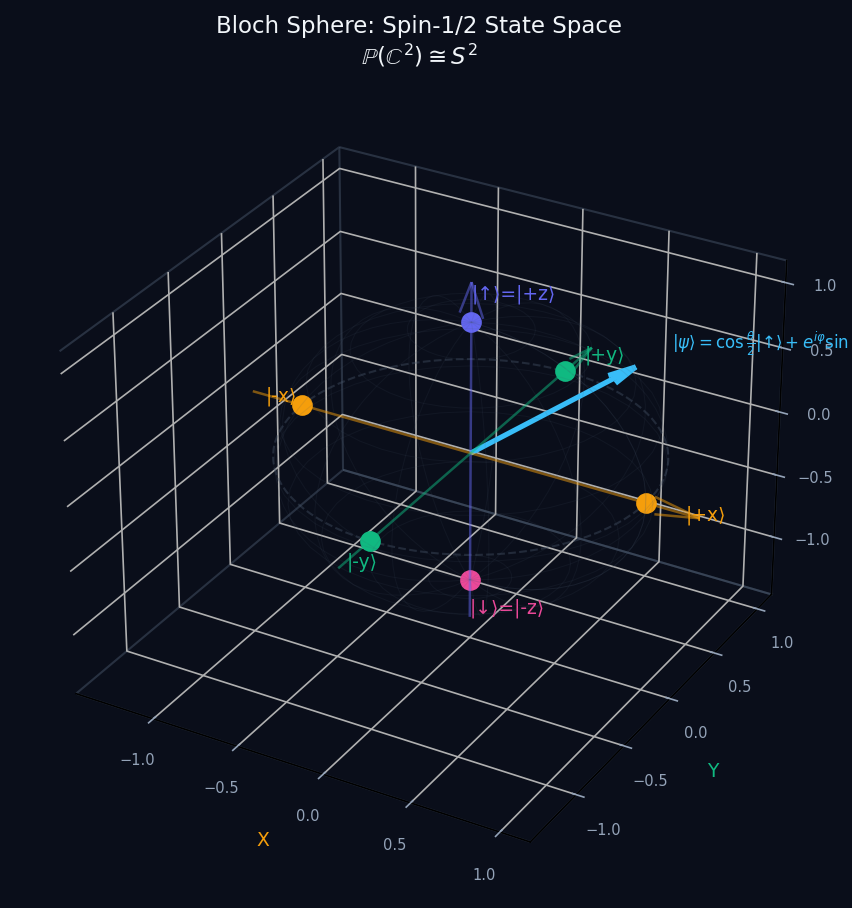 Bloch Sphere: Spin-1/2 State Space
ℙ(ℂ²) ≅ S²
1.0
|↑⟩=|+z⟩
|ψ⟩ = cos θ/2 |↑⟩ + e^{iφ} sin
0.5
|+y⟩
|-x⟩
0.0
−0.5
|+x⟩
−1.0
|-y⟩
|↓⟩=|-z⟩
1.0
0.5
0.0
−0.5
−1.0
Y
−1.0
−0.5
0.0
0.5
1.0
X